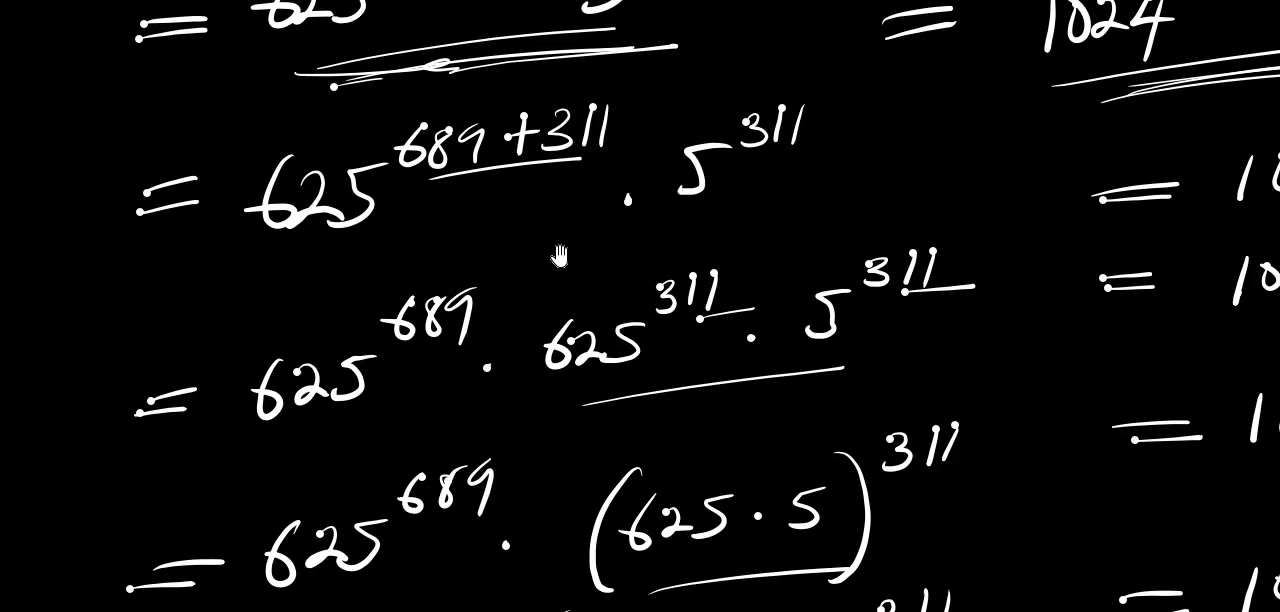 = 625
= 1024
= 625^{689+311} · 5^{311}
= 625^{689} · 625^{311} · 5^{311}
= 625^{689} · (625 · 5)^{311}